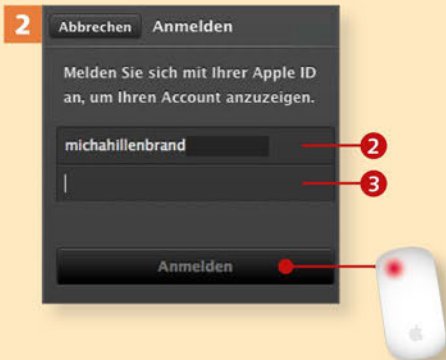 2
Abbrechen Anmelden
Melden Sie sich mit Ihrer Apple ID
an, um Ihren Account anzuzeigen.
michahillenbrand 2
3
Anmelden